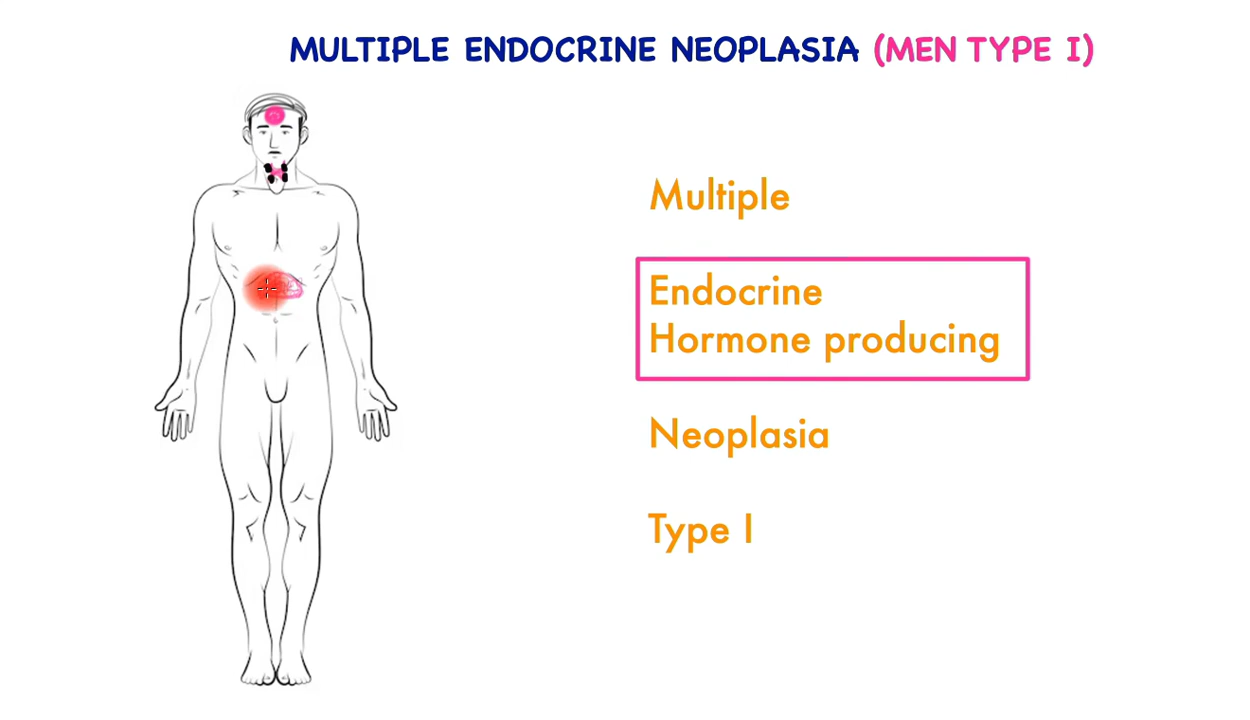 MULTIPLE ENDOCRINE NEOPLASIA (MEN TYPE I)
Multiple
Endocrine
Hormone producing
Neoplasia
Type I